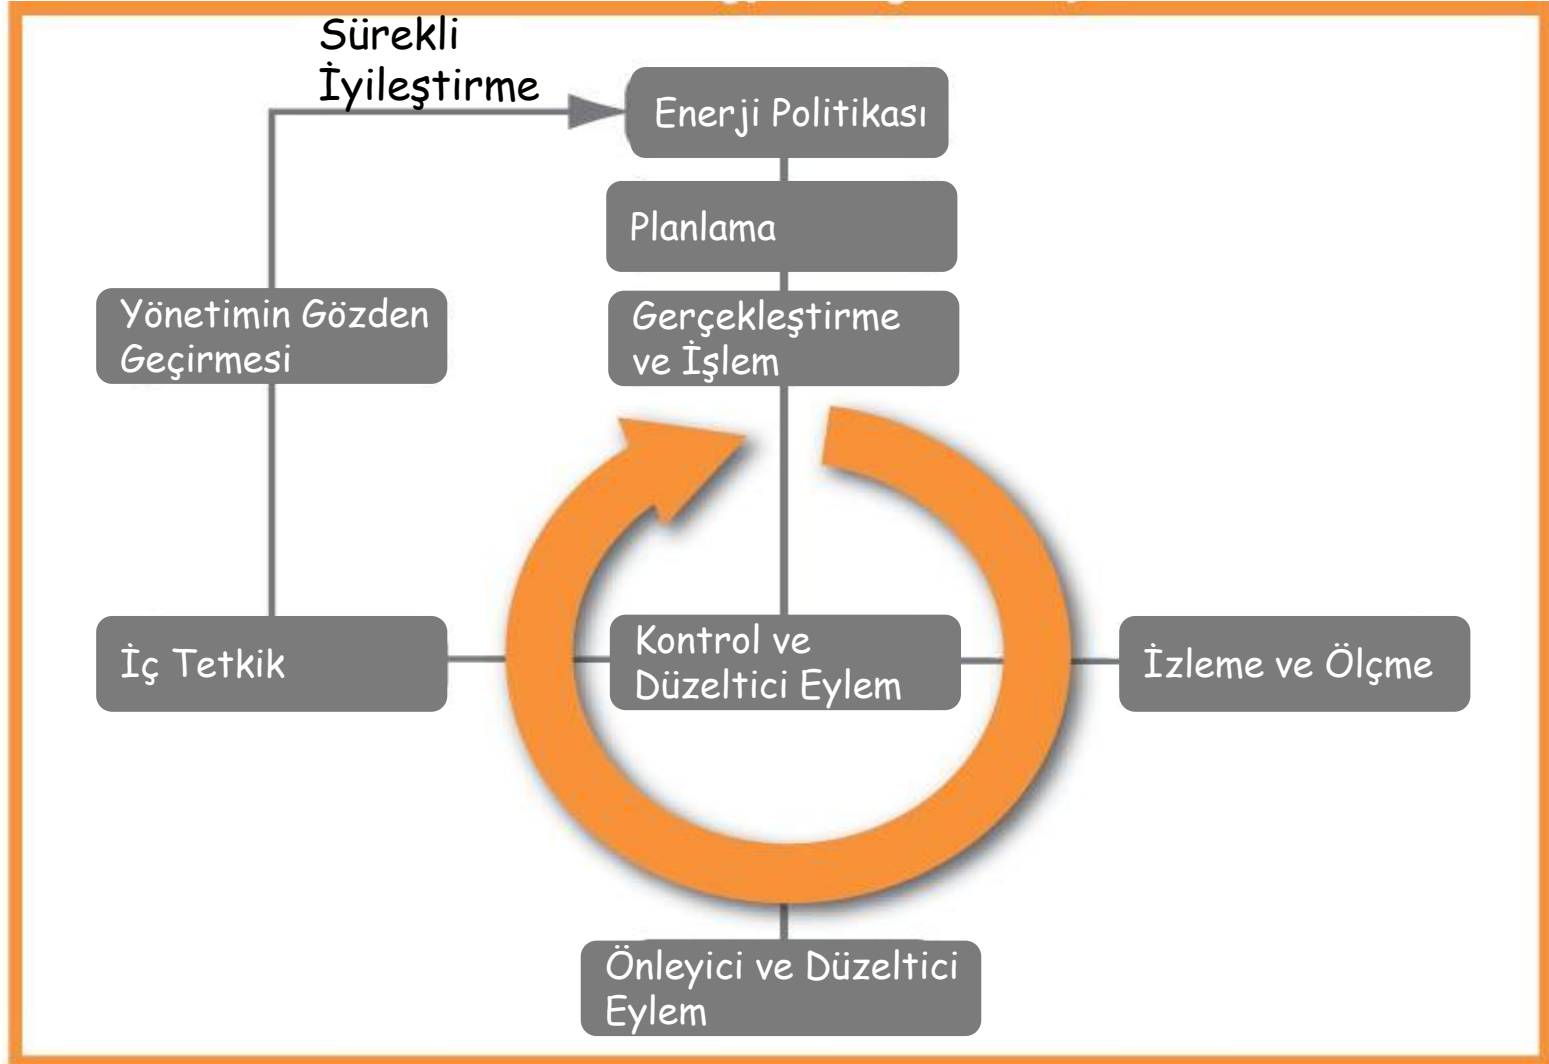 Sürekli
İyileştirme
Enerji Politikası
Planlama
Yönetimin Gözden
Geçirmesi
Gerçekleştirme
ve İşlem
İç Tetkik
Kontrol ve
Düzeltici Eylem
İzleme ve Ölçme
Önleyici ve Düzeltici
Eylem